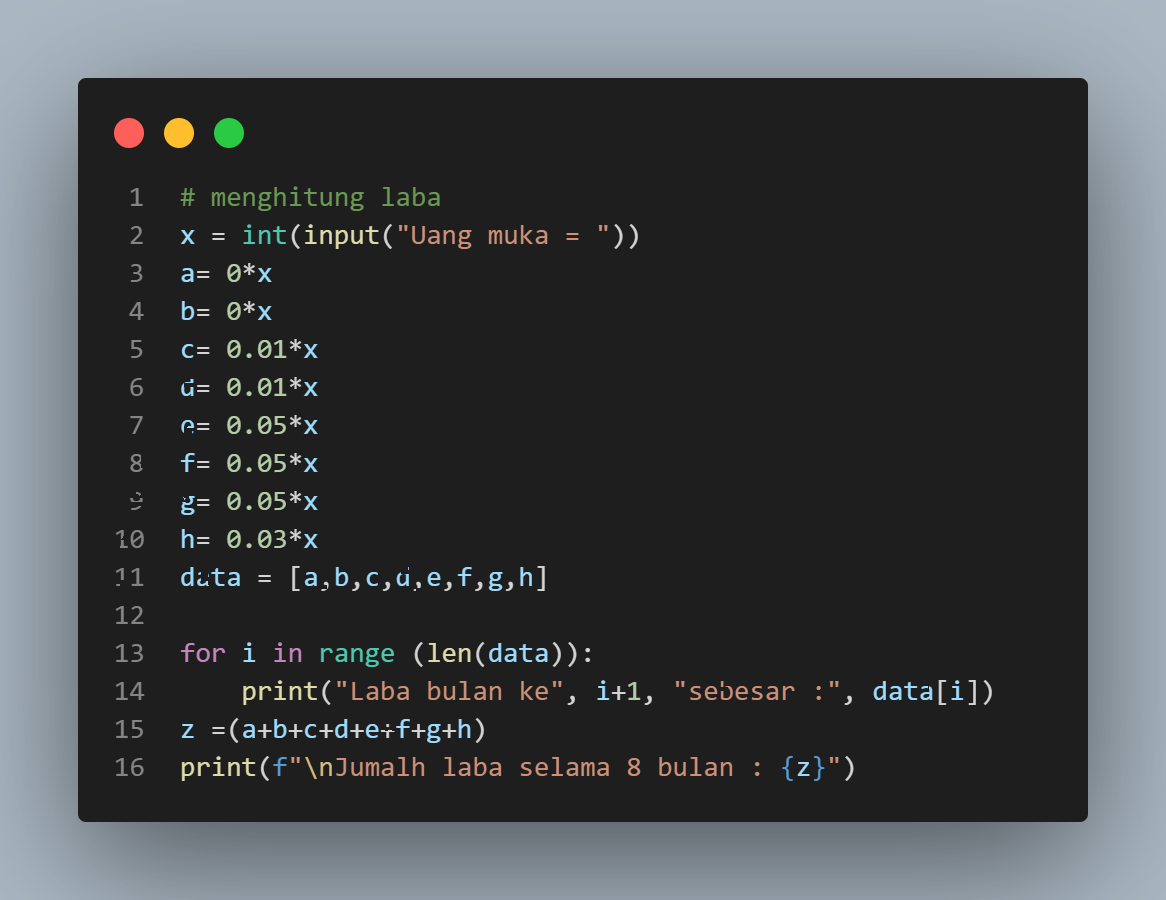 1 # menghitung laba
2 x = int(input("Uang muka = "))
3 a= 0*x
4 b= 0*x
5 c= 0.01*x
6 d= 0.01*x
7 e= 0.05*x
8 f= 0.05*x
9 g= 0.05*x
10 h= 0.03*x
11 data = [a,b,c,d,e,f,g,h]
12
13 for i in range (len(data)):
14     print("Laba bulan ke", i+1, "sebesar :", data[i])
15 z =(a+b+c+d+e+f+g+h)
16 print(f"\nJumalh laba selama 8 bulan : {z}")